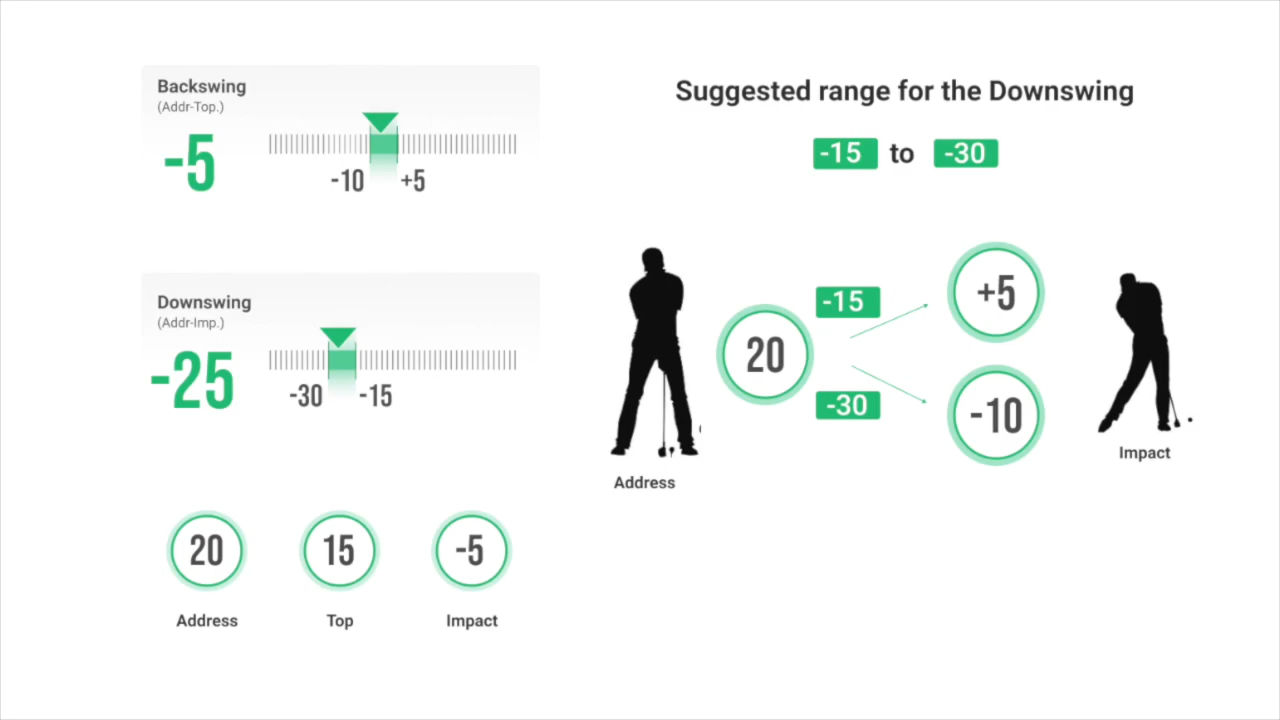 Backswing
(Addr-Top.)
-5
-10 +5
Downswing
(Addr-Imp.)
-25
-30 -15
20 15 -5
Address Top Impact
Suggested range for the Downswing
-15 to -30
20
-15
-30
+5
-10
Address
Impact